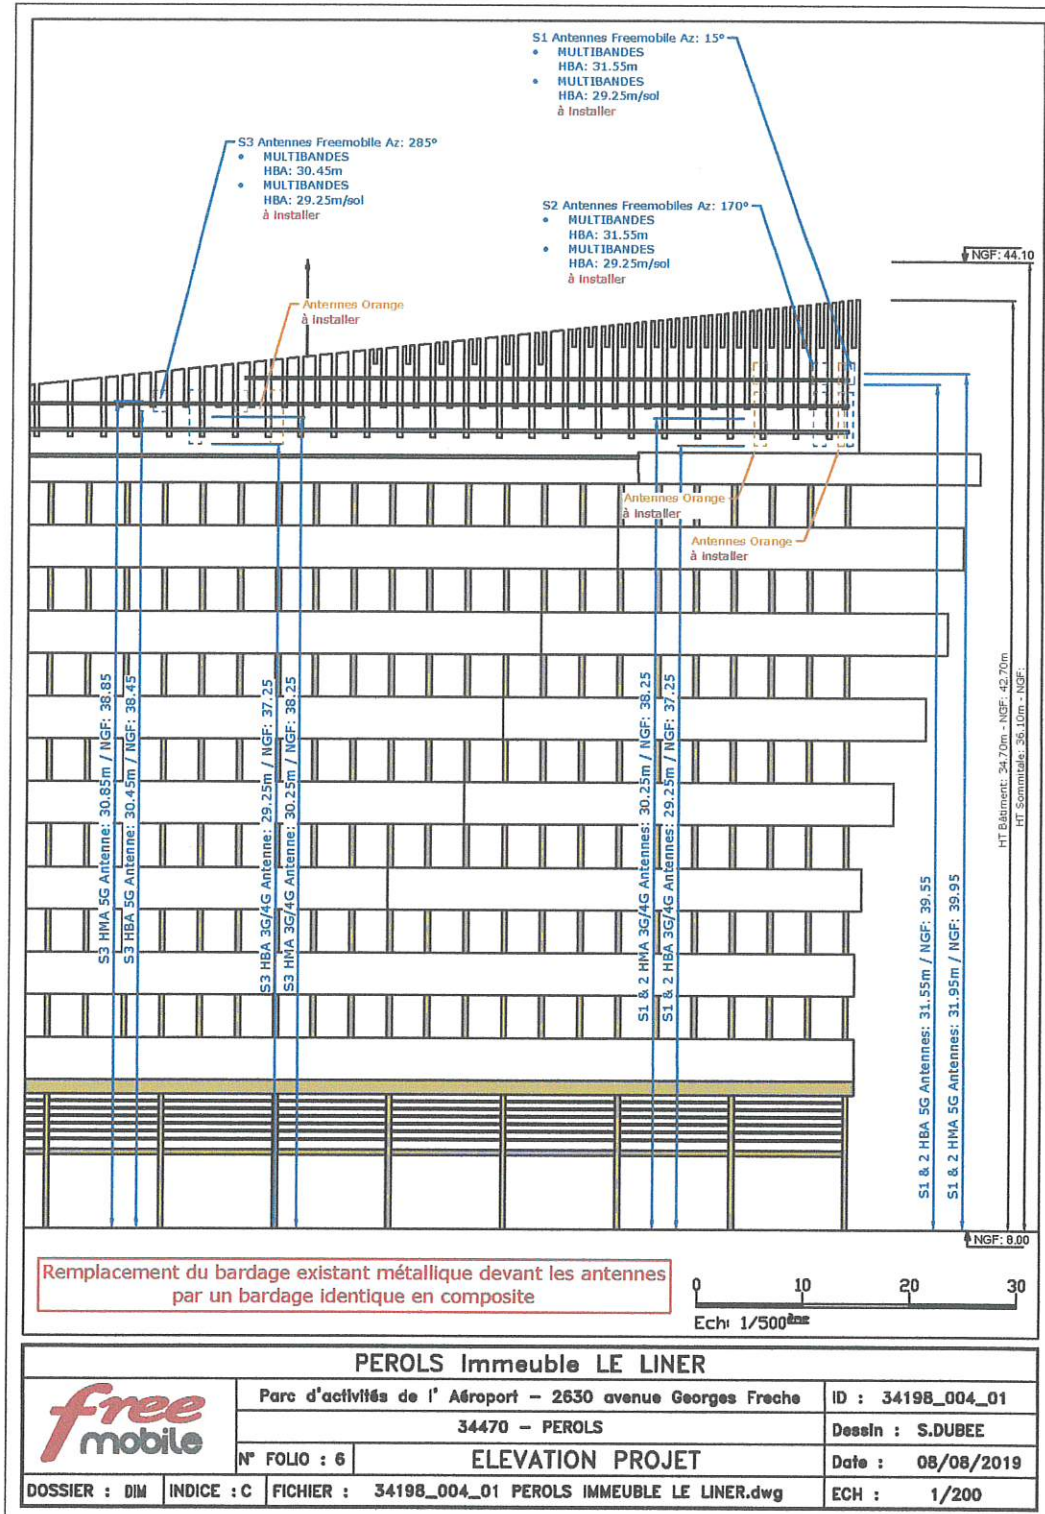 S1 Antennes Freemobile Az: 15°
• MULTIBANDES
HBA: 31.55m
• MULTIBANDES
HBA: 29.25m/sol
à installer
S3 Antennes Freemobile Az: 285°
• MULTIBANDES
HBA: 30.45m
• MULTIBANDES
HBA: 29.25m/sol
à installer
S2 Antennes Freemobiles Az: 170°
• MULTIBANDES
HBA: 31.55m
• MULTIBANDES
HBA: 29.25m/sol
à installer
NGF: 44.10
Antennes Orange
à installer
Antennes Orange
à installer
Antennes Orange
à installer
S3 HMA 5G Antenne: 30.85m / NGF: 38.85
S3 HBA 5G Antenne: 30.45m / NGF: 38.45
S3 HBA 3G/4G Antenne: 29.25m / NGF: 37.25
S3 HMA 3G/4G Antenne: 30.25m / NGF: 38.25
S1 & 2 HMA 3G/4G Antennes: 30.25m / NGF: 38.25
S1 & 2 HBA 3G/4G Antennes: 29.25m / NGF: 37.25
S1 & 2 HBA 5G Antennes: 31.55m / NGF: 39.55
S1 & 2 HMA 5G Antennes: 31.95m / NGF: 39.95
HT Bâtiment: 34.70m - NGF: 42.70m
HT Sommitale: 36.10m - NGF:
NGF: 8.00
Remplacement du bardage existant métallique devant les antennes
par un bardage identique en composite
0 10 20 30
Ech: 1/500ème
PEROLS Immeuble LE LINER
free
mobile
Parc d'activités de l' Aéroport – 2630 avenue Georges Freche
ID : 34198_004_01
34470 – PEROLS
Dessin : S.DUBEE
N° FOLIO : 6
ELEVATION PROJET
Date : 08/08/2019
DOSSIER : DIM
INDICE : C
FICHIER : 34198_004_01 PEROLS IMMEUBLE LE LINER.dwg
ECH : 1/200